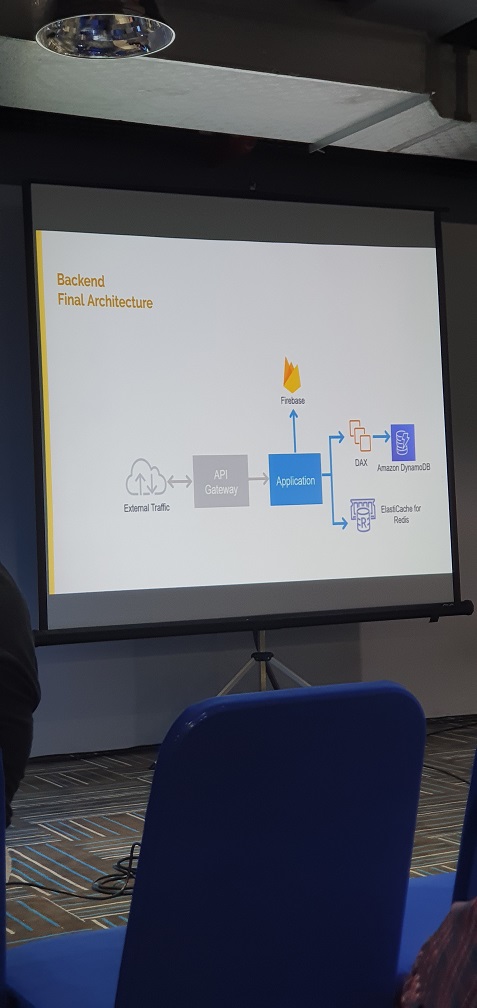 Backend
Final Architecture
Firebase
API
Gateway
Application
DAX
Amazon DynamoDB
External Traffic
ElastiCache for
Redis
R